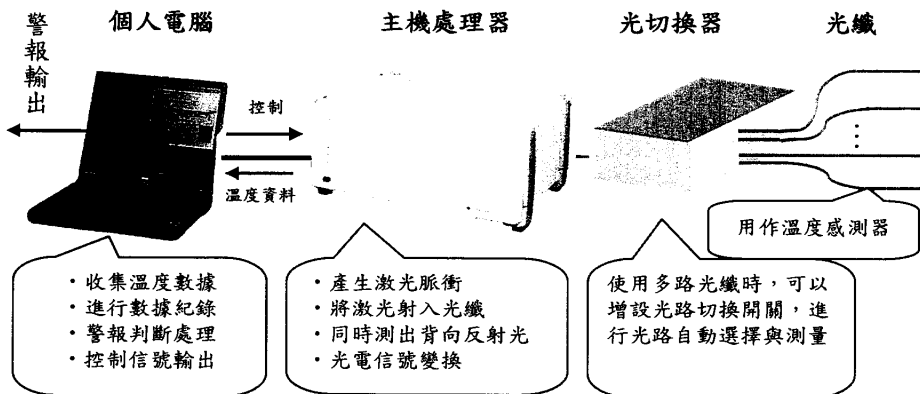 警報輸出
個人電腦
主機處理器
光切換器
光纖
控制
溫度資料
用作溫度感測器
・收集溫度數據
・進行數據紀錄
・警報判斷處理
・控制信號輸出
・產生激光脈衝
・將激光射入光纖
・同時測出背向反射光
・光電信號變換
使用多路光纖時，可以
增設光路切換開關，進
行光路自動選擇與測量